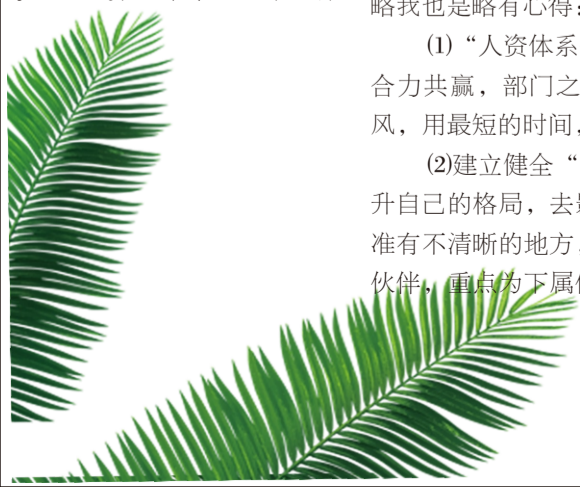 略我也是略有心得：
⑴“人资体系
合力共赢，部门之
风，用最短的时间，
⑵建立健全“
升自己的格局，去
准有不清晰的地方，
伙伴，重点为下属